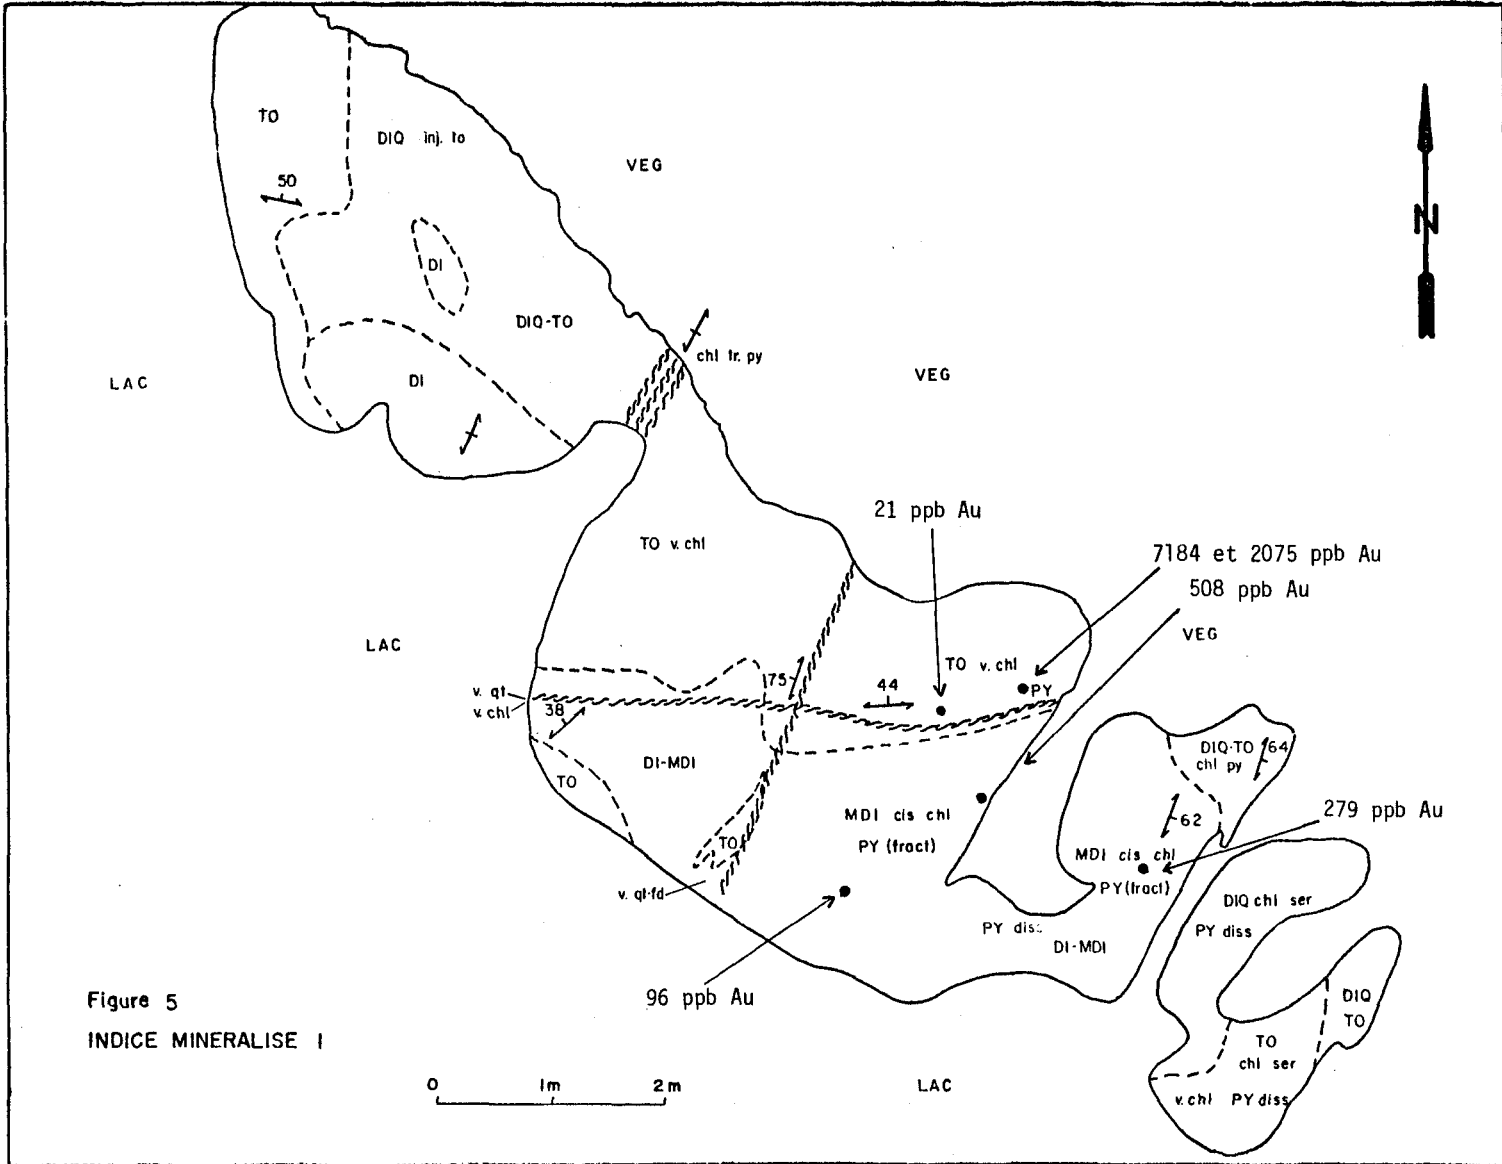 TO
DIQ inj. to
VEG
50
N
DI
DIQ-TO
chl tr. py
LAC
DI
VEG
21 ppb Au
TO v. chl
7184 et 2075 ppb Au
508 ppb Au
VEG
LAC
TO v. chl
75
44
PY
v. qt
v. chl
38
DI-MDI
TO
DIQ-TO
chl py
64
MDI cis chl
PY (fract)
62
279 ppb Au
TO
MDI cis chl
PY (fract)
v. qt-fd
DIQ chl ser
PY diss
PY diss
DI-MDI
96 ppb Au
Figure 5
INDICE MINERALISE 1
DIQ
TO
TO
chl ser
v. chl PY diss
0 1m 2m
LAC